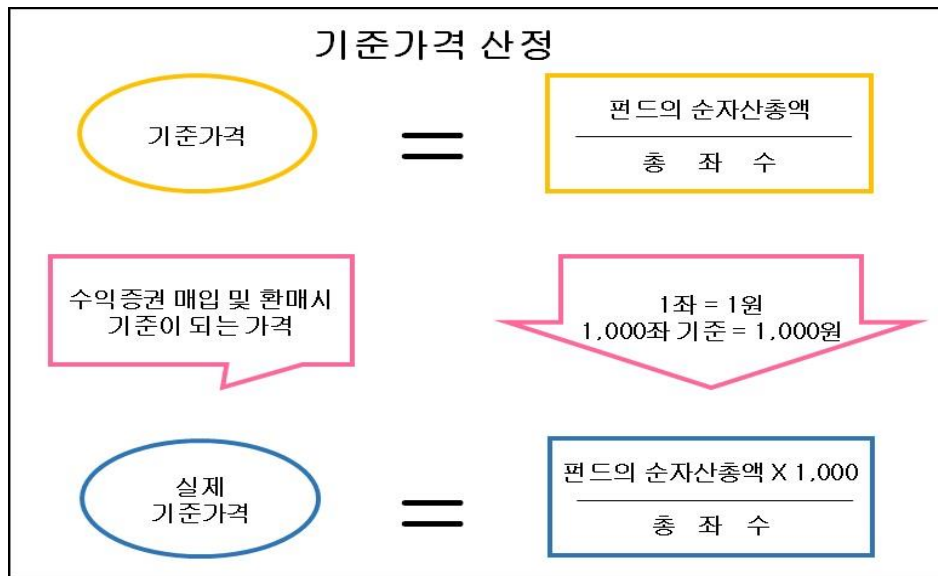 기준가격 산정
기준가격
=
펀드의 순자산총액
총 좌 수
수익증권 매입 및 환매시
기준이 되는 가격
1좌 = 1원
1,000좌 기준 = 1,000원
실제
기준가격
=
펀드의 순자산총액 X 1,000
총 좌 수